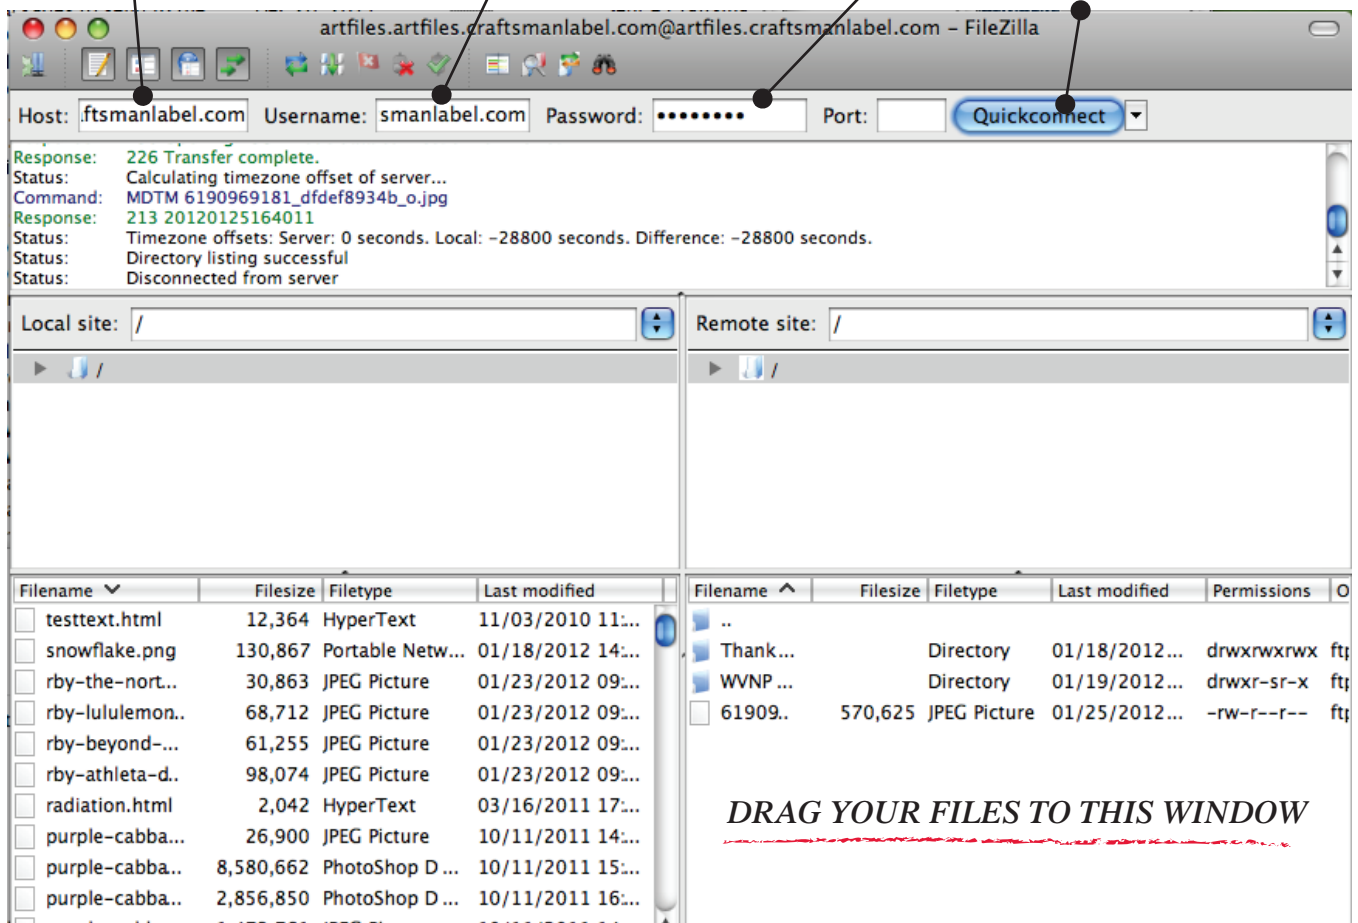 artfiles.artfiles.craftsmanlabel.com@artfiles.craftsmanlabel.com – FileZilla
Host: ftsmanlabel.com Username: smanlabel.com Password: •••••••• Port: Quickconnect
Response: 226 Transfer complete.
Status: Calculating timezone offset of server...
Command: MDTM 6190969181_dfdef8934b_o.jpg
Response: 213 20120125164011
Status: Timezone offsets: Server: 0 seconds. Local: -28800 seconds. Difference: -28800 seconds.
Status: Directory listing successful
Status: Disconnected from server
Local site: / Remote site: /
/ /
Filename Filesize Filetype Last modified Filename Filesize Filetype Last modified Permissions O
testtext.html 12,364 HyperText 11/03/2010 11:... ..
snowflake.png 130,867 Portable Netw... 01/18/2012 14:... Thank... Directory 01/18/2012... drwxrwxrwx ftp
rby-the-nort... 30,863 JPEG Picture 01/23/2012 09:... WVNP ... Directory 01/19/2012... drwxr-sr-x ftp
rby-lululemon.. 68,712 JPEG Picture 01/23/2012 09:... 61909.. 570,625 JPEG Picture 01/25/2012... -rw-r--r-- ftp
rby-beyond-... 61,255 JPEG Picture 01/23/2012 09:...
rby-athleta-d.. 98,074 JPEG Picture 01/23/2012 09:...
radiation.html 2,042 HyperText 03/16/2011 17:... DRAG YOUR FILES TO THIS WINDOW
purple-cabba... 26,900 JPEG Picture 10/11/2011 14:...
purple-cabba... 8,580,662 PhotoShop D ... 10/11/2011 15:...
purple-cabba... 2,856,850 PhotoShop D ... 10/11/2011 16:...